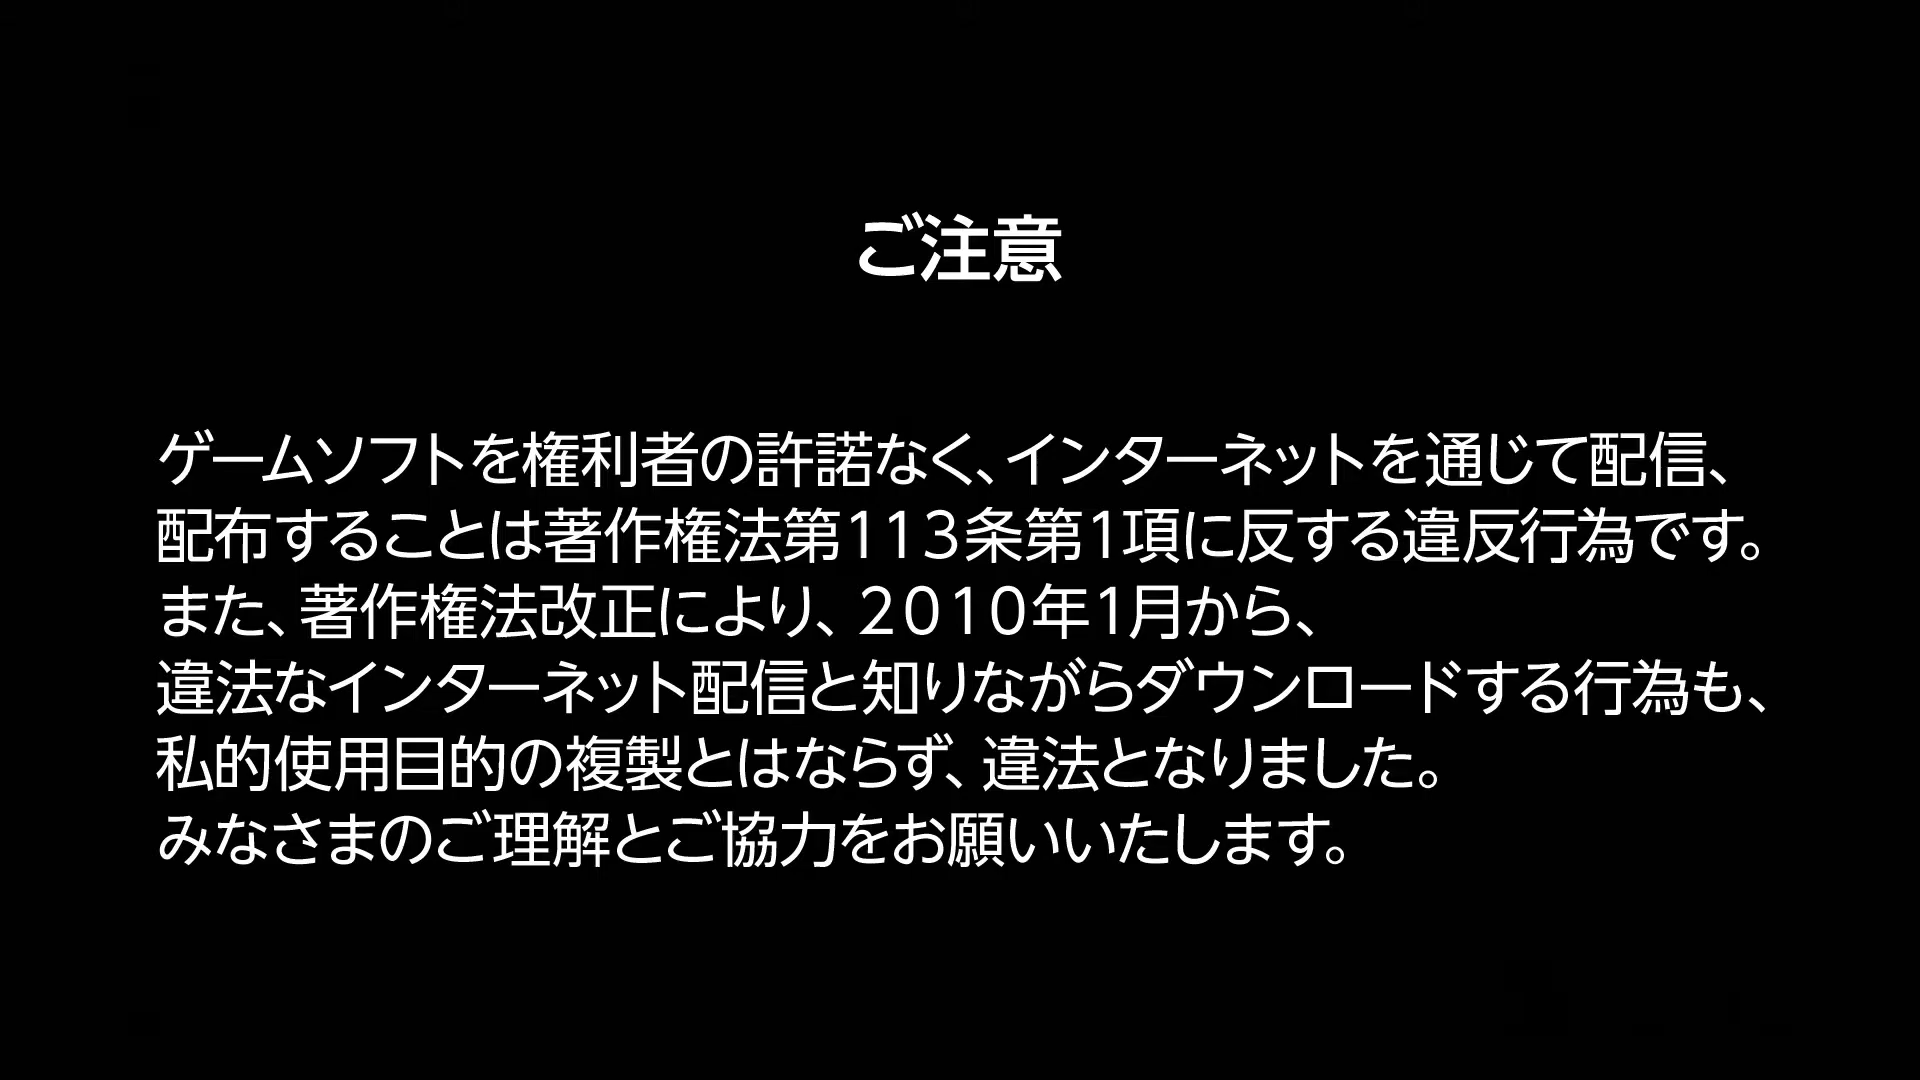 ご注意
ゲームソフトを権利者の許諾なく、インターネットを通じて配信、
配布することは著作権法第113条第1項に反する違反行為です。
また、著作権法改正により、2010年1月から、
違法なインターネット配信と知りながらダウンロードする行為も、
私的使用目的の複製とはならず、違法となりました。
みなさまのご理解とご協力をお願いいたします。